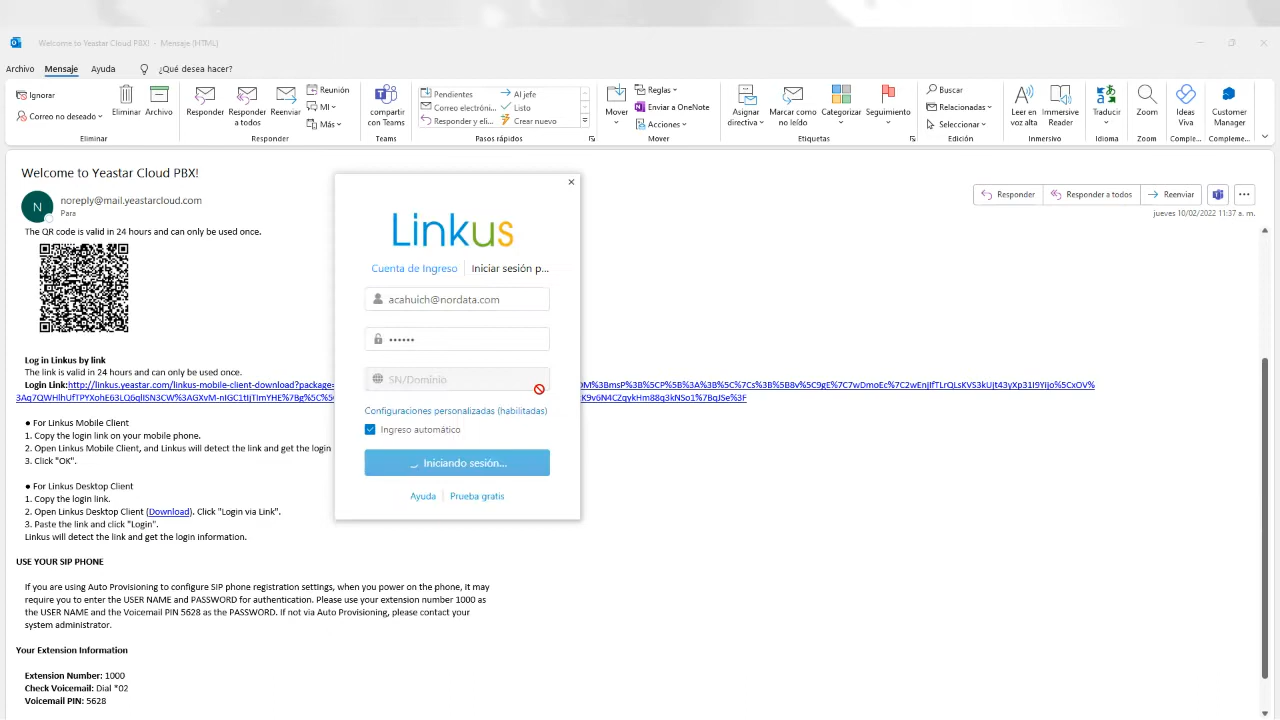 Welcome to Yeastar Cloud PBX! - Mensaje (HTML)
Archivo Mensaje Ayuda ¿Qué desea hacer?
Ignorar
Correo no deseado
Eliminar
Archivo
Eliminar
Responder
Responder a todos
Reenviar
Reunión
MI
Más
Responder
compartir con Teams
Teams
Pendientes
Correo electróni...
Responder y eli...
Al jefe
Listo
Crear nuevo
Pasos rápidos
Mover
Reglas
Enviar a OneNote
Acciones
Mover
Asignar directiva
Marcar como no leído
Categorizar
Seguimiento
Etiquetas
Buscar
Relacionadas
Seleccionar
Edición
Leer en voz alta
Immersive Reader
Inmersivo
Traducir
Idioma
Zoom
Zoom
Ideas Viva
Comple...
Customer Manager
Compleme...
Welcome to Yeastar Cloud PBX!
N
noreply@mail.yeastarcloud.com
Para
Responder
Responder a todos
Reenviar
jueves 10/02/2022 11:37 a. m.
The QR code is valid in 24 hours and can only be used once.
Log in Linkus by link
The link is valid in 24 hours and can only be used once.
Login Link:http://linkus.yeastar.com/linkus-mobile-client-download?package=
● For Linkus Mobile Client
1. Copy the login link on your mobile phone.
2. Open Linkus Mobile Client, and Linkus will detect the link and get the login
3. Click "OK".
● For Linkus Desktop Client
1. Copy the login link.
2. Open Linkus Desktop Client (Download). Click "Login via Link".
3. Paste the link and click "Login".
Linkus will detect the link and get the login information.
USE YOUR SIP PHONE
If you are using Auto Provisioning to configure SIP phone registration settings, when you power on the phone, it may
require you to enter the USER NAME and PASSWORD for authentication. Please use your extension number 1000 as
the USER NAME and the Voicemail PIN 5628 as the PASSWORD. If not via Auto Provisioning, please contact your
system administrator.
Your Extension Information
Extension Number: 1000
Check Voicemail: Dial *02
Voicemail PIN: 5628
Linkus
Cuenta de Ingreso
Iniciar sesión p...
acahuich@nordata.com
••••••
SN/Dominio
Configuraciones personalizadas (habilitadas)
Ingreso automático
Iniciando sesión...
Ayuda
Prueba gratis